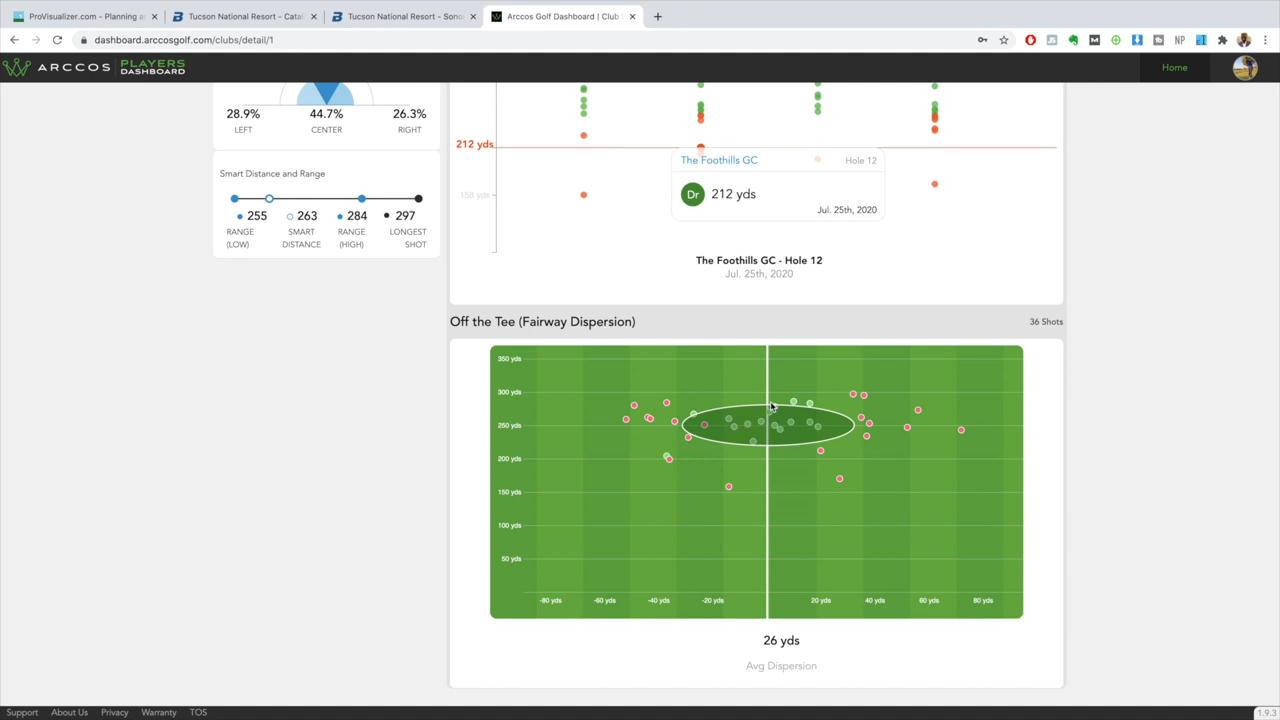 ProVisualizer.com - Planning a
Tucson National Resort - Cata
Tucson National Resort - Sono
Arccos Golf Dashboard | Club
dashboard.arccosgolf.com/clubs/detail/1
ARCCOS PLAYERS DASHBOARD
Home
28.9% 44.7% 26.3%
LEFT CENTER RIGHT
Smart Distance and Range
255 263 284 297
RANGE (LOW) SMART DISTANCE RANGE (HIGH) LONGEST SHOT
212 yds
158 yds
The Foothills GC Hole 12
Dr 212 yds
Jul. 25th, 2020
The Foothills GC - Hole 12
Jul. 25th, 2020
Off the Tee (Fairway Dispersion) 36 Shots
350 yds
300 yds
250 yds
200 yds
150 yds
100 yds
50 yds
-80 yds -60 yds -40 yds -20 yds 20 yds 40 yds 60 yds 80 yds
26 yds
Avg Dispersion
Support About Us Privacy Warranty TOS 1.9.3